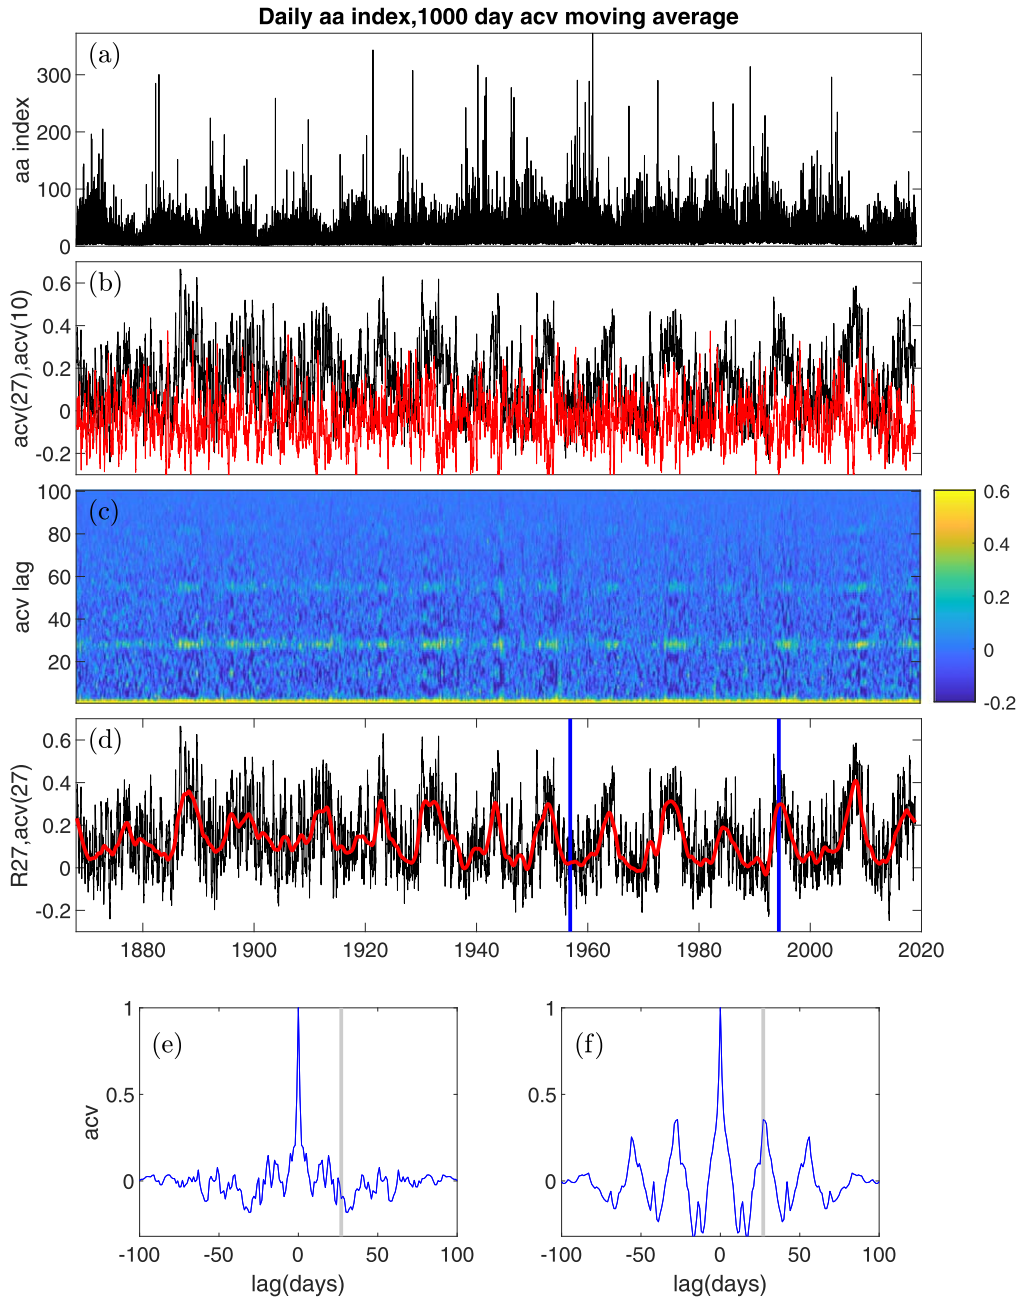 Daily aa index,1000 day acv moving average
(a)
aa index
300
200
100
0
(b)
acv(27),acv(10)
0.6
0.4
0.2
0
-0.2
(c)
acv lag
100
80
60
40
20
0.6
0.4
0.2
0
-0.2
(d)
R27,acv(27)
0.6
0.4
0.2
0
-0.2
1880 1900 1920 1940 1960 1980 2000 2020
(e)
acv
1
0.5
0
-100 -50 0 50 100
lag(days)
(f)
1
0.5
0
-100 -50 0 50 100
lag(days)